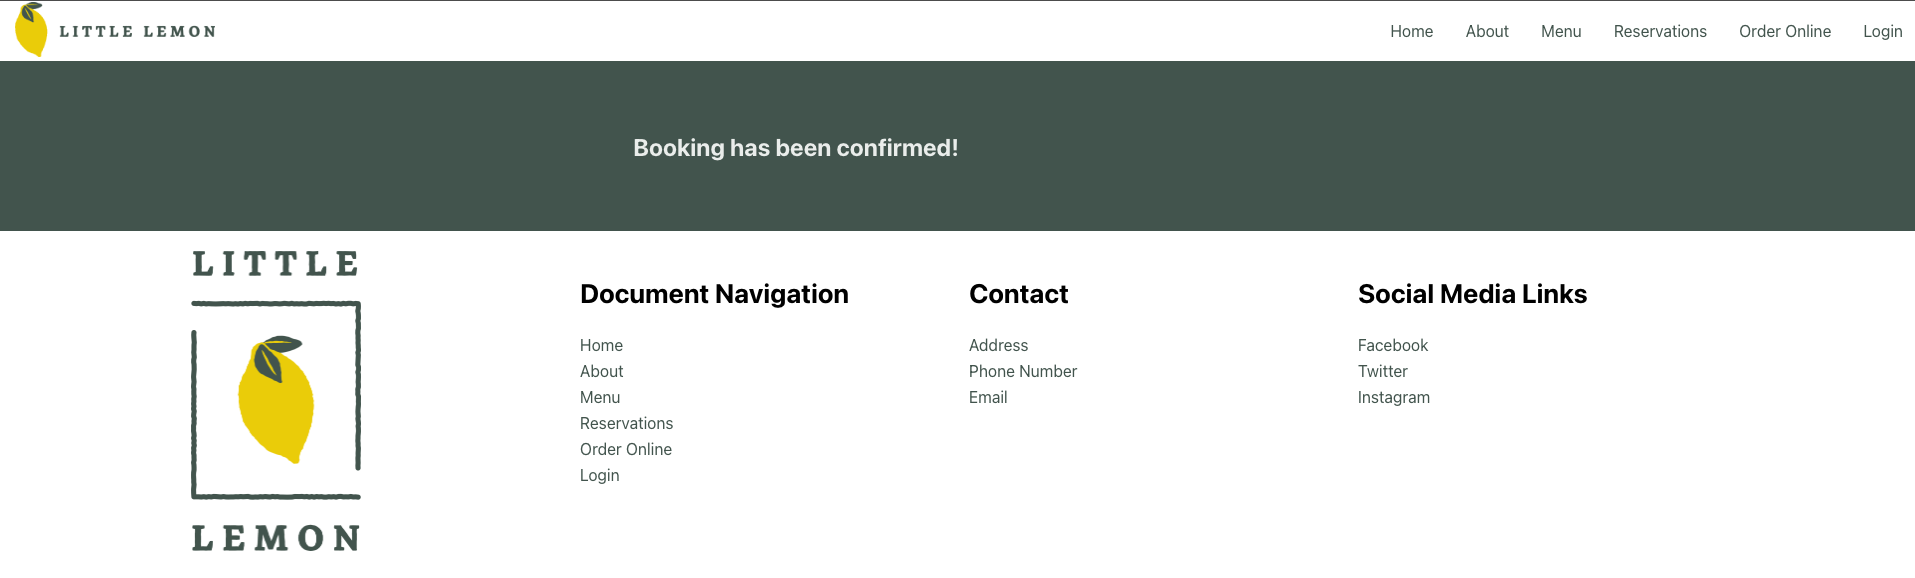 LITTLE LEMON
Home About Menu Reservations Order Online Login
Booking has been confirmed!
LITTLE
LEMON
Document Navigation
Home
About
Menu
Reservations
Order Online
Login
Contact
Address
Phone Number
Email
Social Media Links
Facebook
Twitter
Instagram